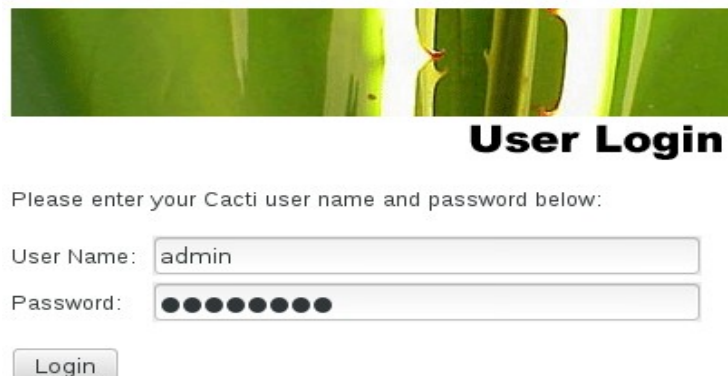 User Login
Please enter your Cacti user name and password below:
User Name: admin
Password: ●●●●●●●●
Login